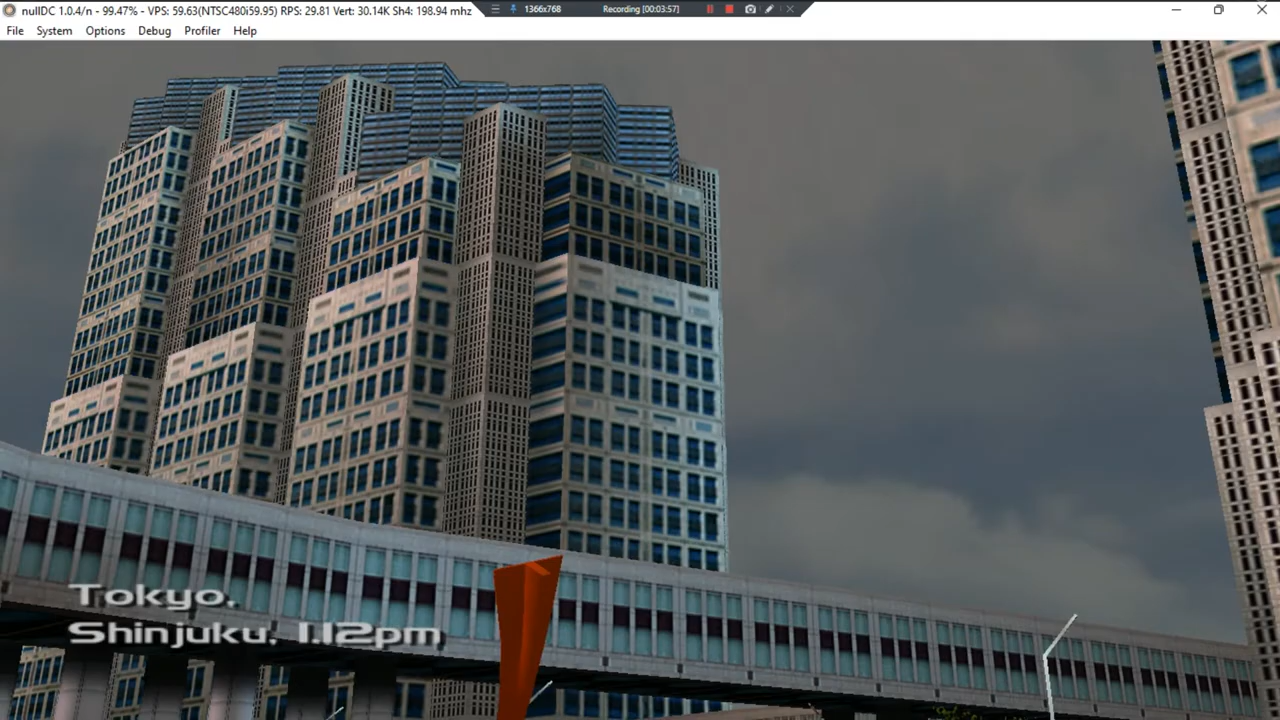 nullDC 1.0.4/n - 99.47% - VPS: 59.63(NTSC480i59.95) RPS: 29.81 Vert: 30.14K Sh4: 198.94 mhz
1366x768
Recording [00:03:57]
File System Options Debug Profiler Help
Tokyo.
Shinjuku, 1.12pm